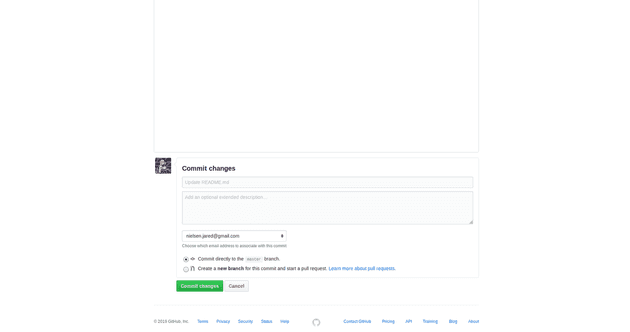 Commit changes
Update README.md
Add an optional extended description...
nielsen.jared@gmail.com
Choose which email address to associate with this commit
Commit directly to the master branch.
Create a new branch for this commit and start a pull request. Learn more about pull requests.
Commit changes Cancel
© 2018 GitHub, Inc. Terms Privacy Security Status Help Contact GitHub Pricing API Training Blog About